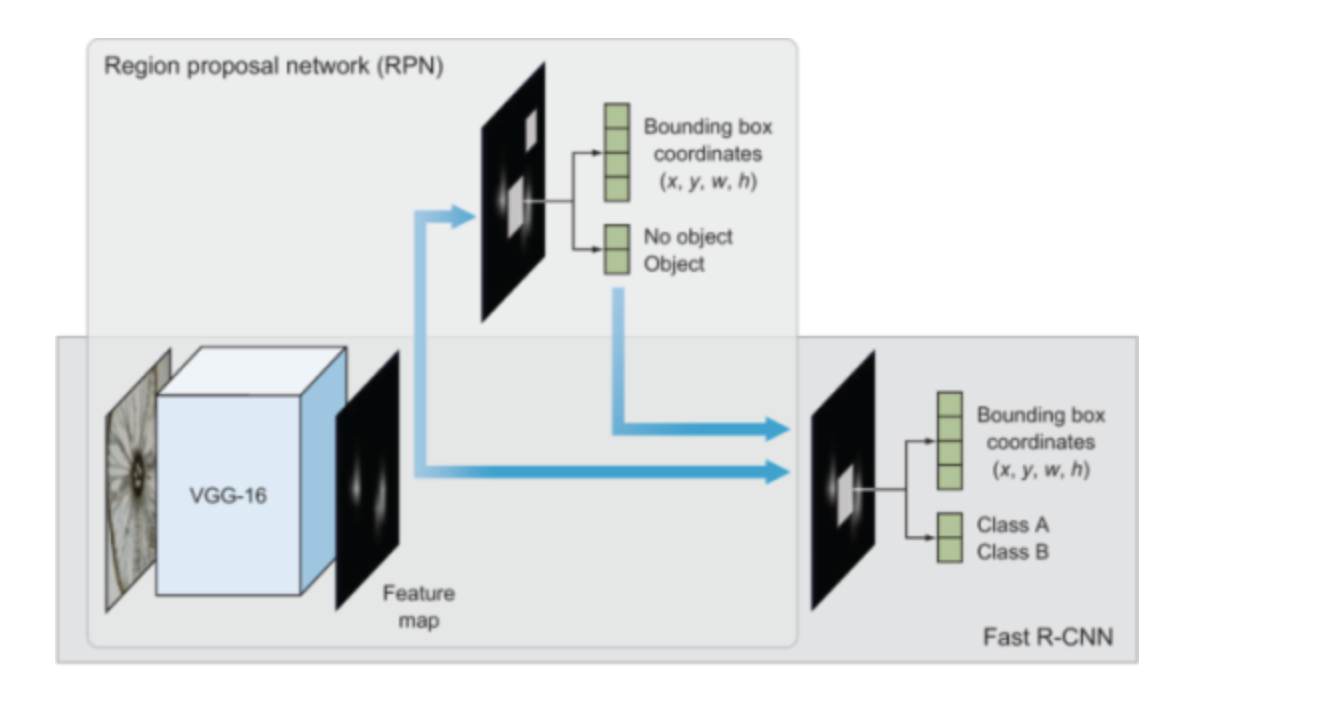 Region proposal network (RPN)
Bounding box
coordinates
(x, y, w, h)
No object
Object
VGG-16
Feature
map
Bounding box
coordinates
(x, y, w, h)
Class A
Class B
Fast R-CNN